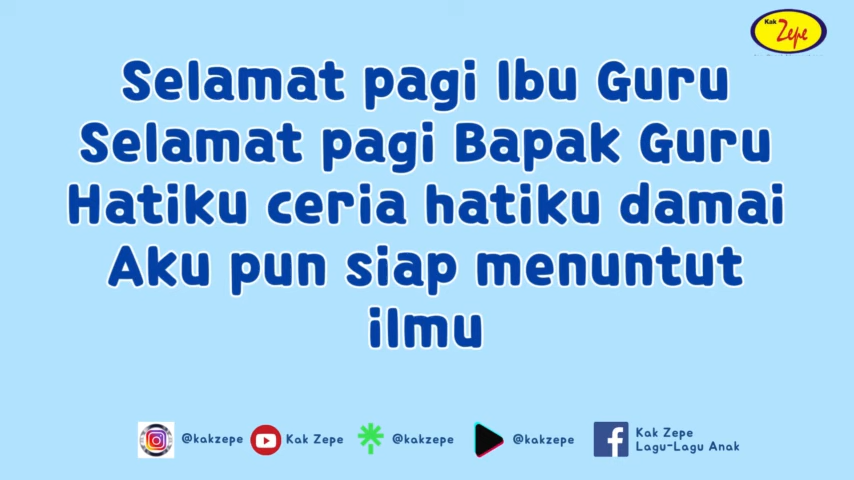 Kak
Zepe
Selamat pagi Ibu Guru
Selamat pagi Bapak Guru
Hatiku ceria hatiku damai
Aku pun siap menuntut
ilmu
@kakzepe
Kak Zepe
@kakzepe
@kakzepe
Kak Zepe
Lagu-Lagu Anak